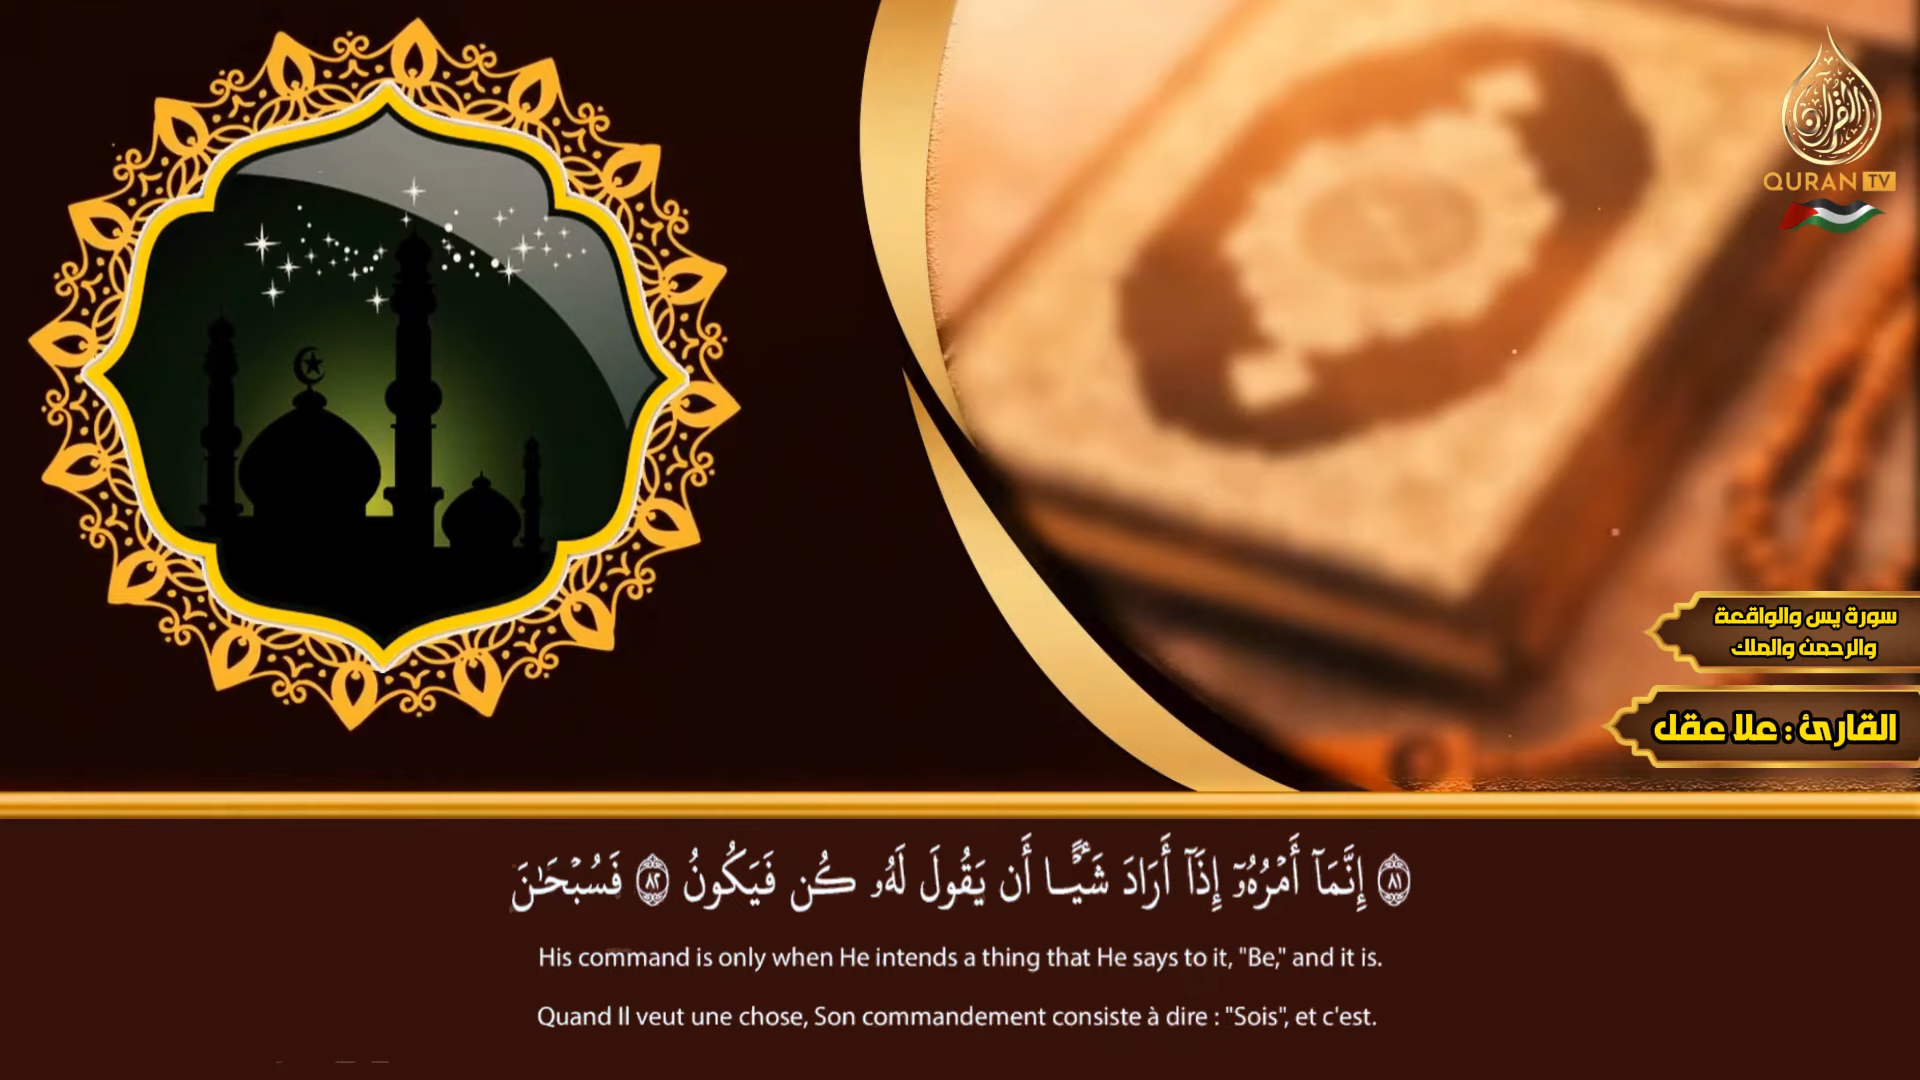 القرآن
QURAN TV
سورة يس والواقعة
والرحمن والملك
القارئ : علا عقل
۝٨١ إِنَّمَآ أَمْرُهُۥٓ إِذَآ أَرَادَ شَيْـًٔا أَن يَقُولَ لَهُۥ كُن فَيَكُونُ ۝٨٢ فَسُبْحَـٰنَ
His command is only when He intends a thing that He says to it, "Be," and it is.
Quand Il veut une chose, Son commandement consiste à dire : "Sois", et c'est.